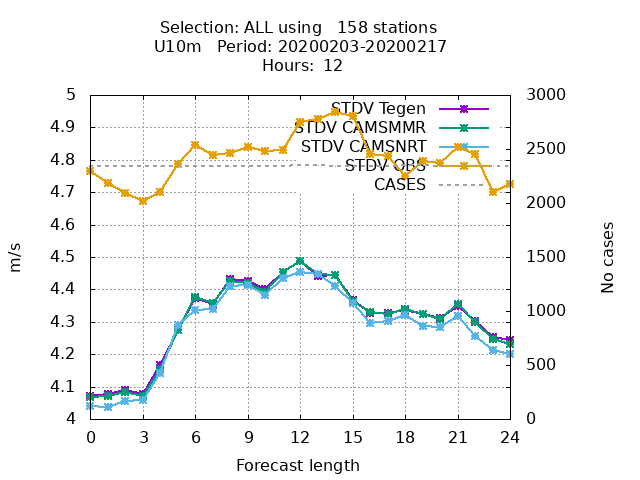 Selection: ALL using   158 stations
U10m   Period: 20200203-20200217
Hours: 12
5
4.9
4.8
4.7
4.6
4.5
4.4
4.3
4.2
4.1
4
3000
2500
2000
1500
1000
500
0
STDV Tegen
STDV CAMSMMR
STDV CAMSNRT
STDV OBS
CASES
m/s
No cases
0 3 6 9 12 15 18 21 24
Forecast length